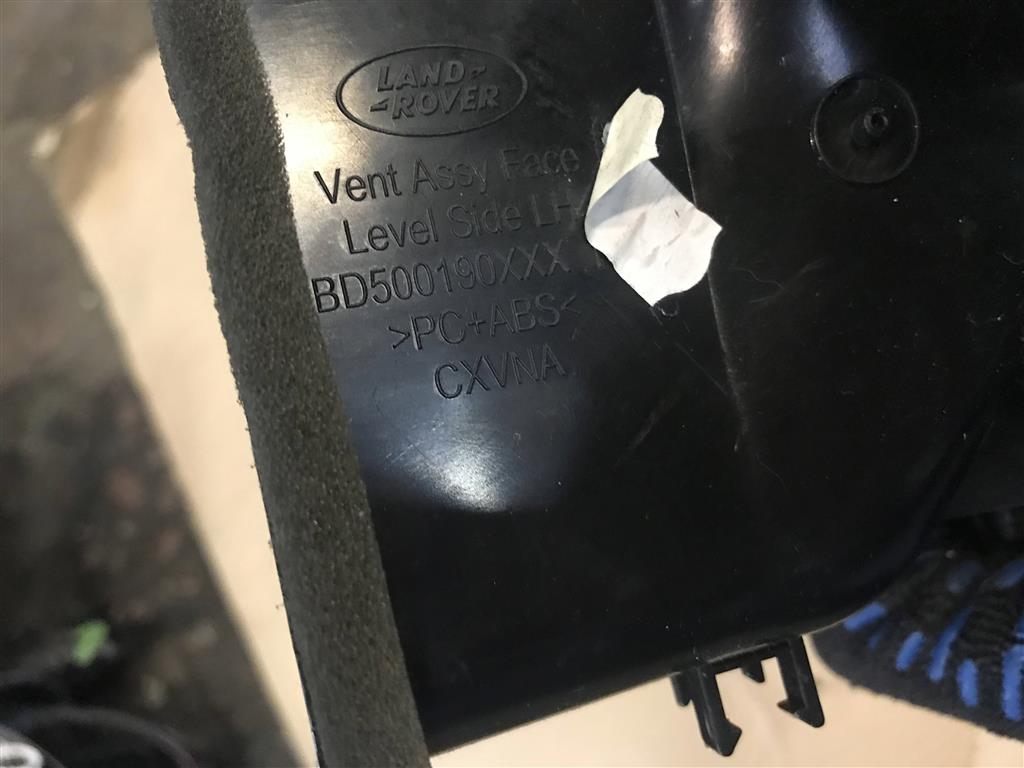 LAND
ROVER
Vent Assy Face
Level Side LH
BD500190XXX
>PC+ABS<
CXVNA